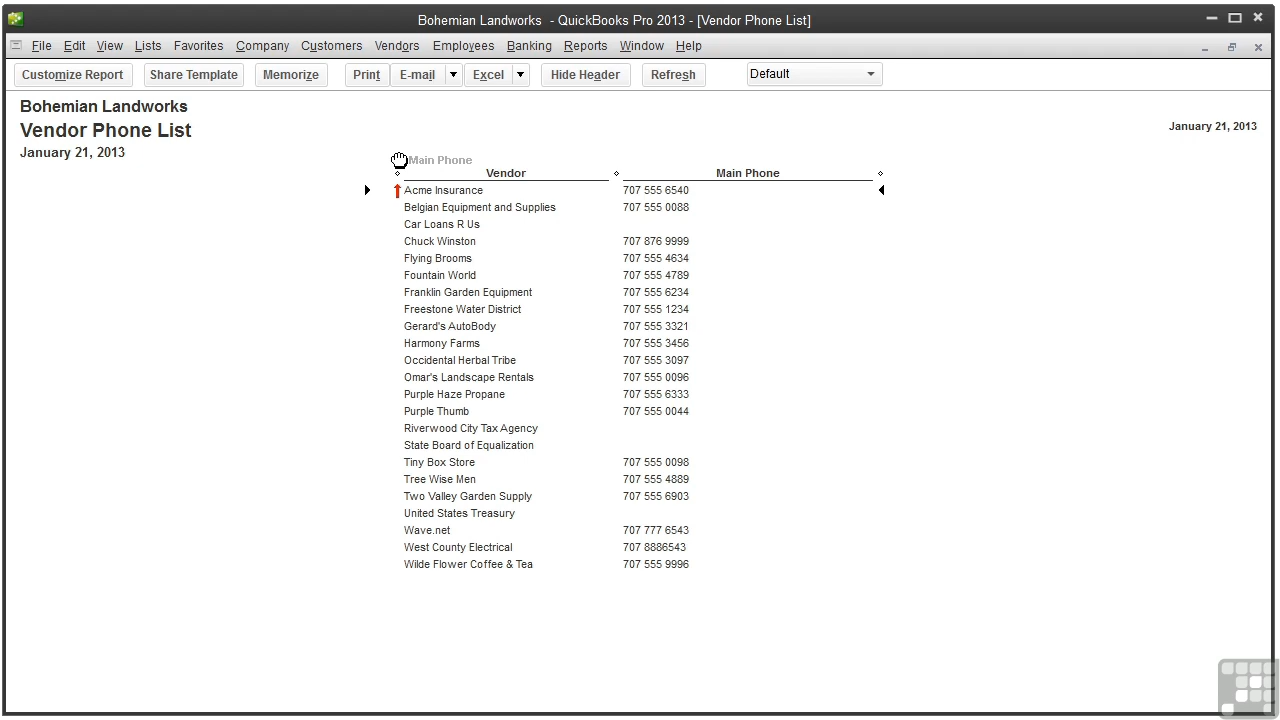 Bohemian Landworks - QuickBooks Pro 2013 - [Vendor Phone List]
File Edit View Lists Favorites Company Customers Vendors Employees Banking Reports Window Help
Customize Report Share Template Memorize Print E-mail Excel Hide Header Refresh Default
Bohemian Landworks
Vendor Phone List
January 21, 2013
January 21, 2013
Main Phone
Vendor Main Phone
Acme Insurance 707 555 6540
Belgian Equipment and Supplies 707 555 0088
Car Loans R Us
Chuck Winston 707 876 9999
Flying Brooms 707 555 4634
Fountain World 707 555 4789
Franklin Garden Equipment 707 555 6234
Freestone Water District 707 555 1234
Gerard's AutoBody 707 555 3321
Harmony Farms 707 555 3456
Occidental Herbal Tribe 707 555 3097
Omar's Landscape Rentals 707 555 0096
Purple Haze Propane 707 555 6333
Purple Thumb 707 555 0044
Riverwood City Tax Agency
State Board of Equalization
Tiny Box Store 707 555 0098
Tree Wise Men 707 555 4889
Two Valley Garden Supply 707 555 6903
United States Treasury
Wave.net 707 777 6543
West County Electrical 707 8886543
Wilde Flower Coffee & Tea 707 555 9996